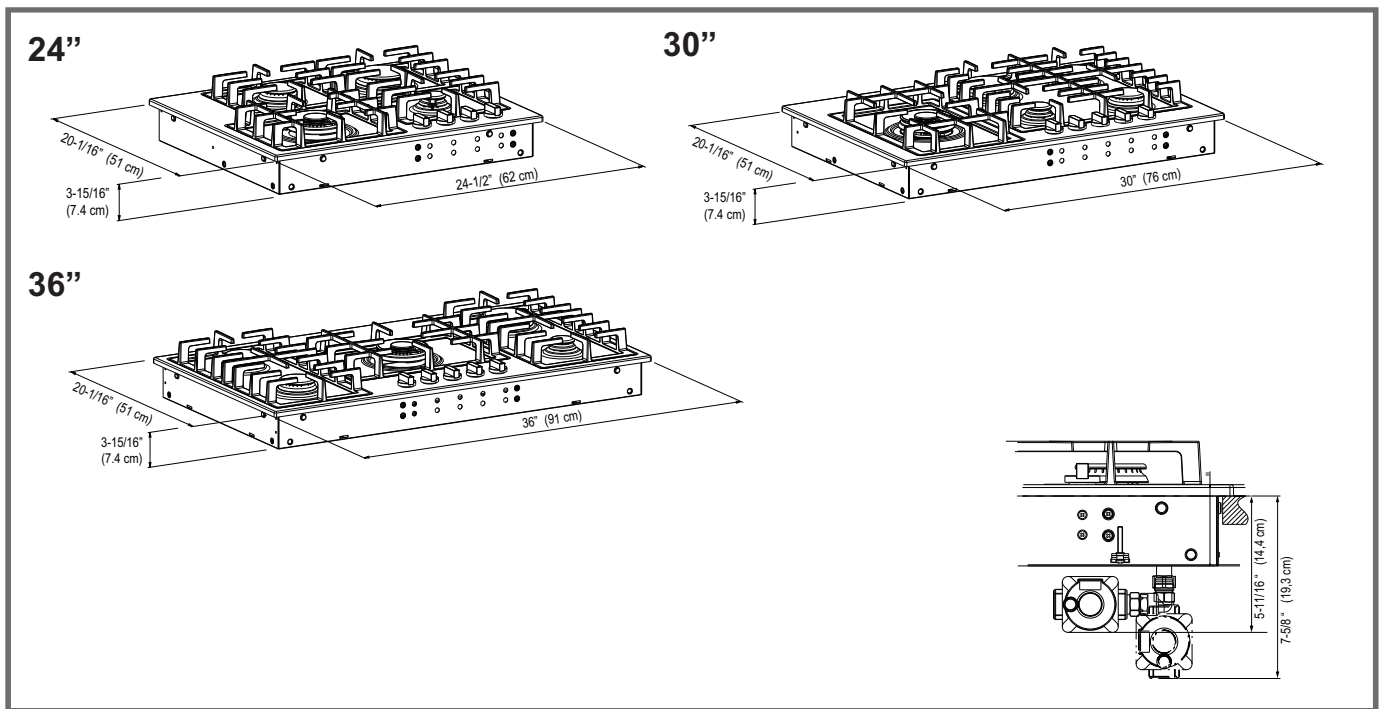 24”
20-1/16” (51 cm)
3-15/16”
(7.4 cm)
24-1/2” (62 cm)
30”
20-1/16” (51 cm)
3-15/16”
(7.4 cm)
30” (76 cm)
36”
20-1/16” (51 cm)
3-15/16”
(7.4 cm)
36” (91 cm)
5-11/16 “ (14,4 cm)
7-5/8 “ (19,3 cm)